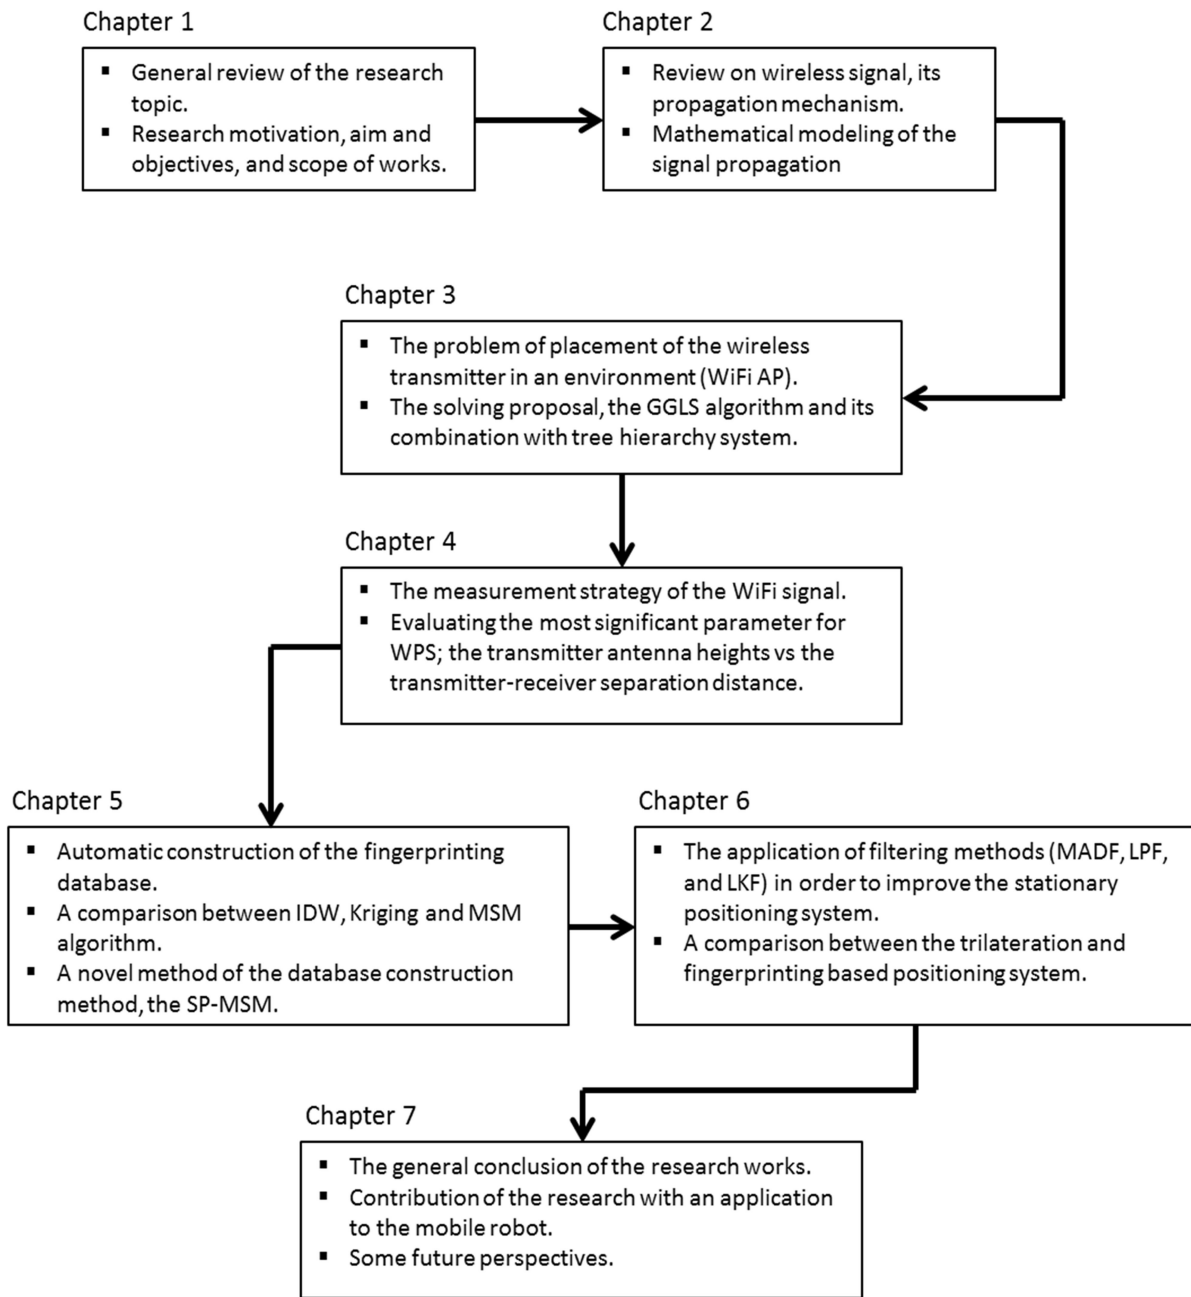 Chapter 1
▪ General review of the research
topic.
▪ Research motivation, aim and
objectives, and scope of works.
Chapter 2
▪ Review on wireless signal, its
propagation mechanism.
▪ Mathematical modeling of the
signal propagation
Chapter 3
▪ The problem of placement of the wireless
transmitter in an environment (WiFi AP).
▪ The solving proposal, the GGLS algorithm and its
combination with tree hierarchy system.
Chapter 4
▪ The measurement strategy of the WiFi signal.
▪ Evaluating the most significant parameter for
WPS; the transmitter antenna heights vs the
transmitter-receiver separation distance.
Chapter 5
▪ Automatic construction of the fingerprinting
database.
▪ A comparison between IDW, Kriging and MSM
algorithm.
▪ A novel method of the database construction
method, the SP-MSM.
Chapter 6
▪ The application of filtering methods (MADF, LPF,
and LKF) in order to improve the stationary
positioning system.
▪ A comparison between the trilateration and
fingerprinting based positioning system.
Chapter 7
▪ The general conclusion of the research works.
▪ Contribution of the research with an application
to the mobile robot.
▪ Some future perspectives.